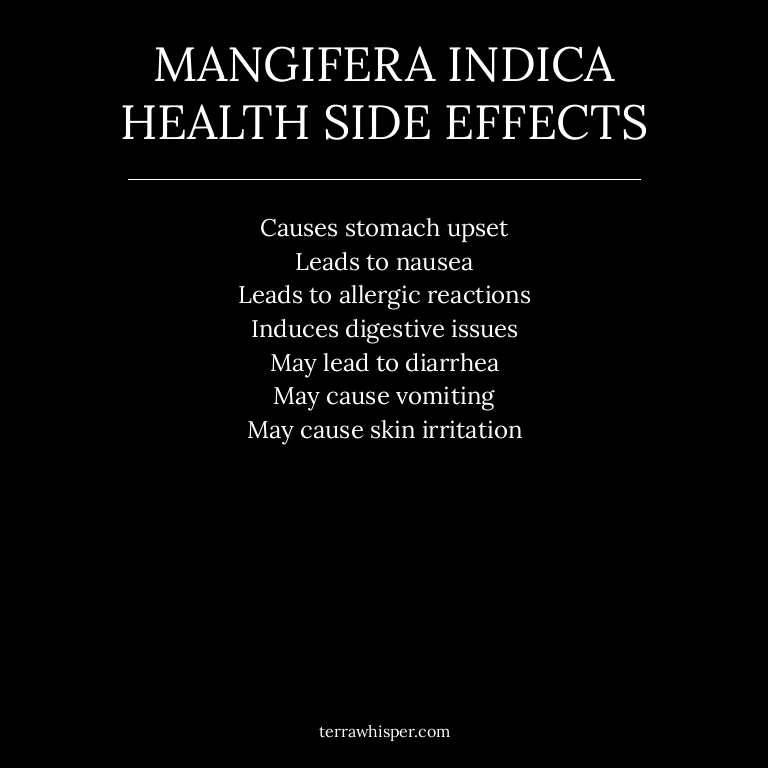 MANGIFERA INDICA
HEALTH SIDE EFFECTS
Causes stomach upset
Leads to nausea
Leads to allergic reactions
Induces digestive issues
May lead to diarrhea
May cause vomiting
May cause skin irritation
terrawhisper.com